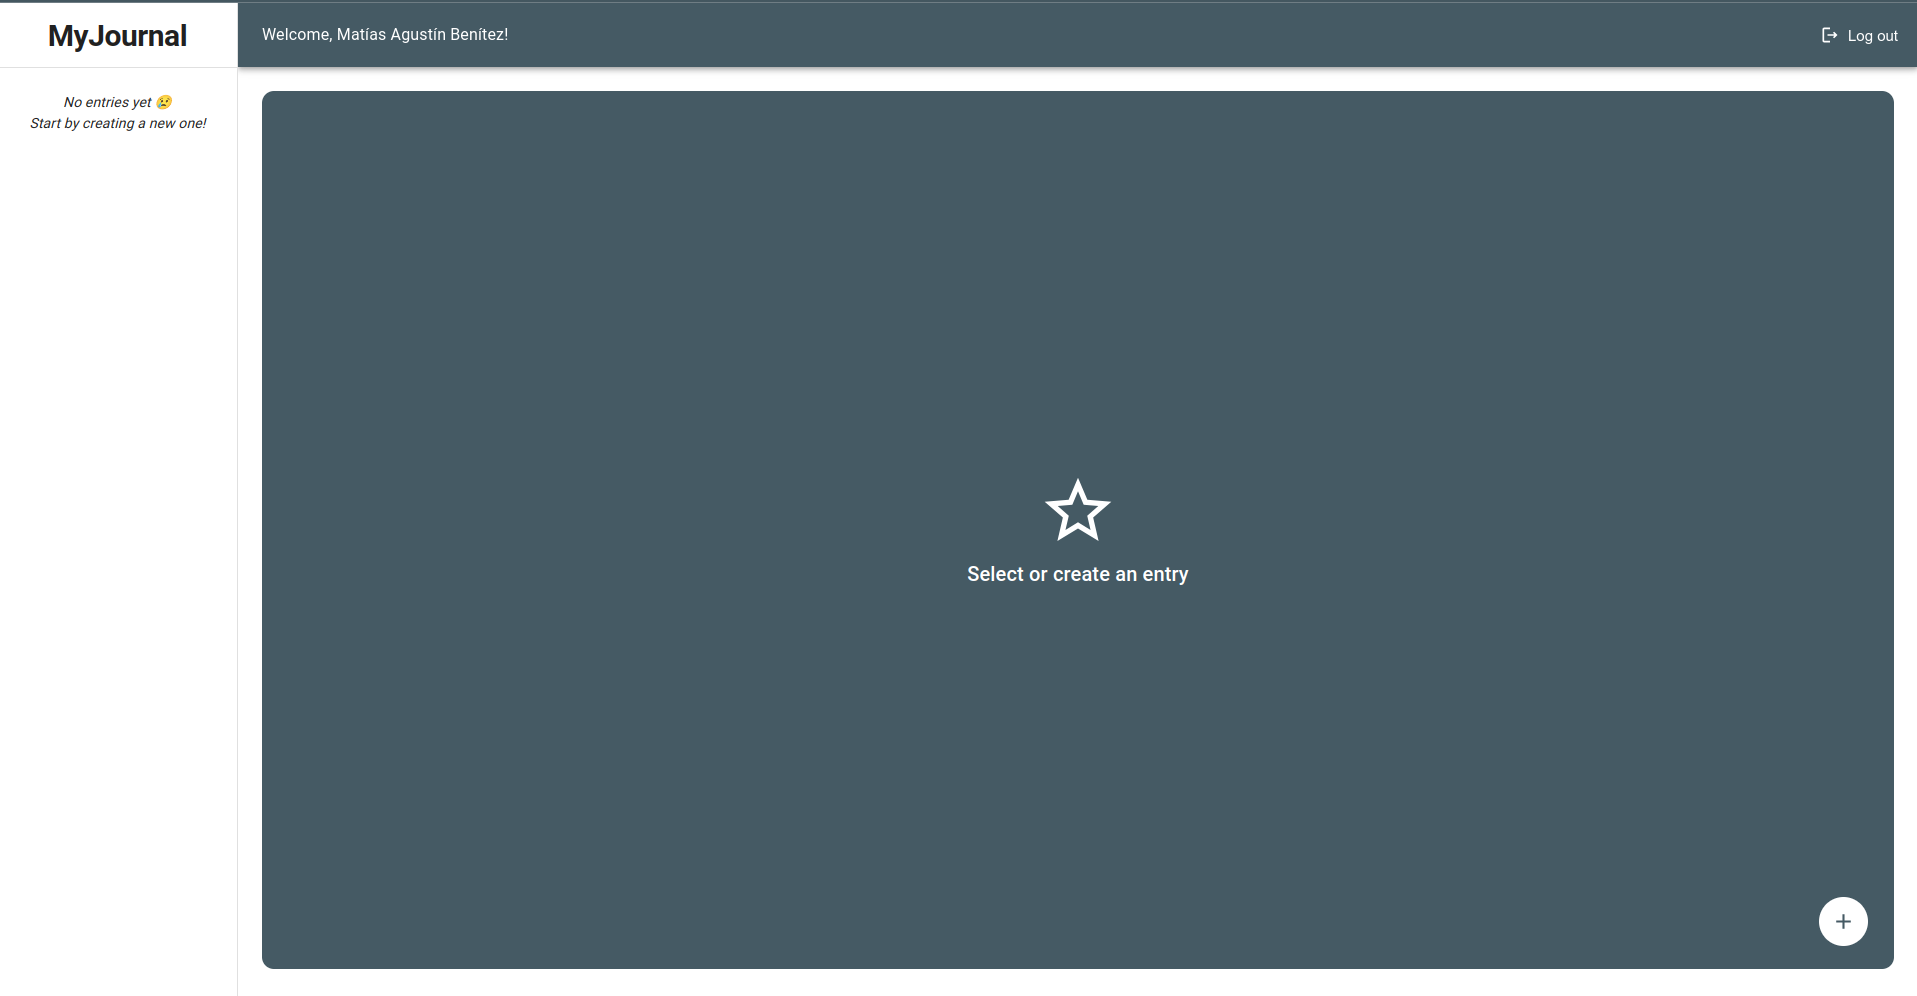 MyJournal
Welcome, Matías Agustín Benítez!
Log out
No entries yet 😢
Start by creating a new one!
Select or create an entry
+